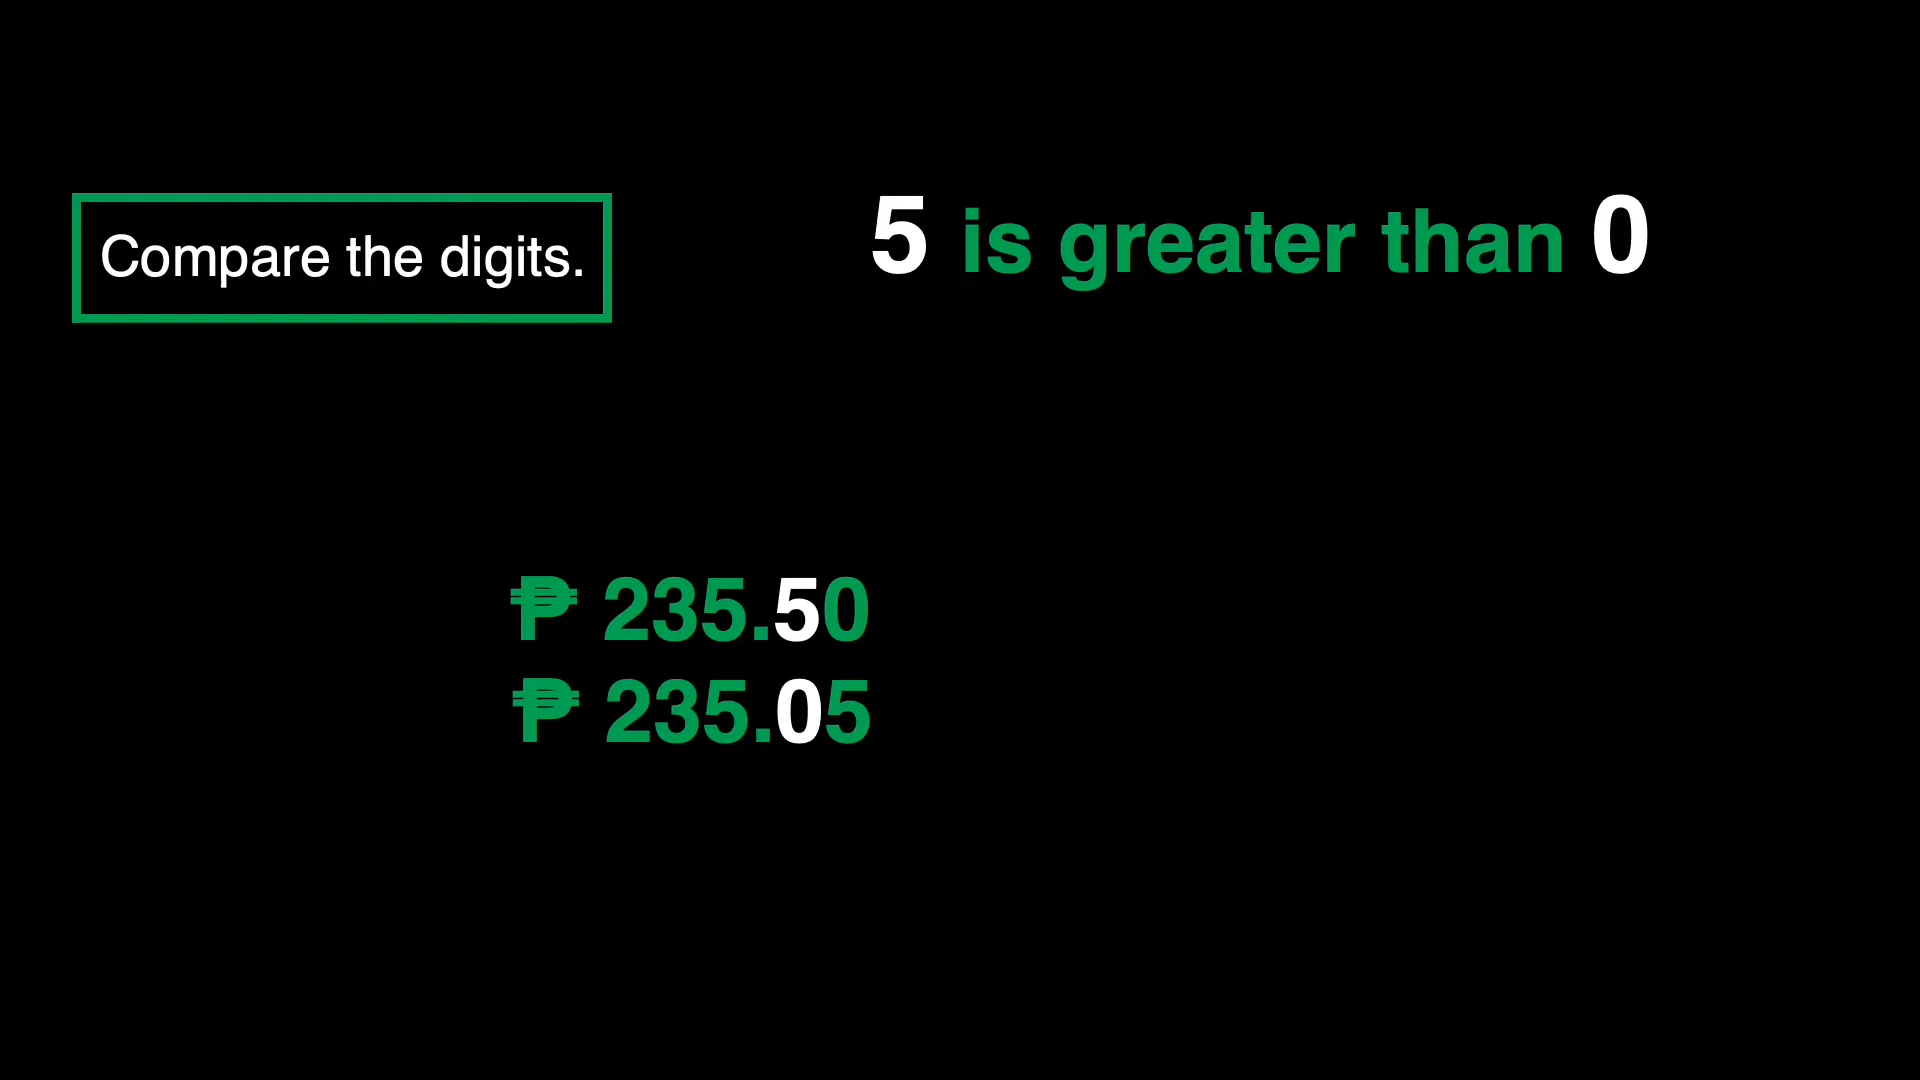 Compare the digits.
5 is greater than 0
₱ 235.50
₱ 235.05